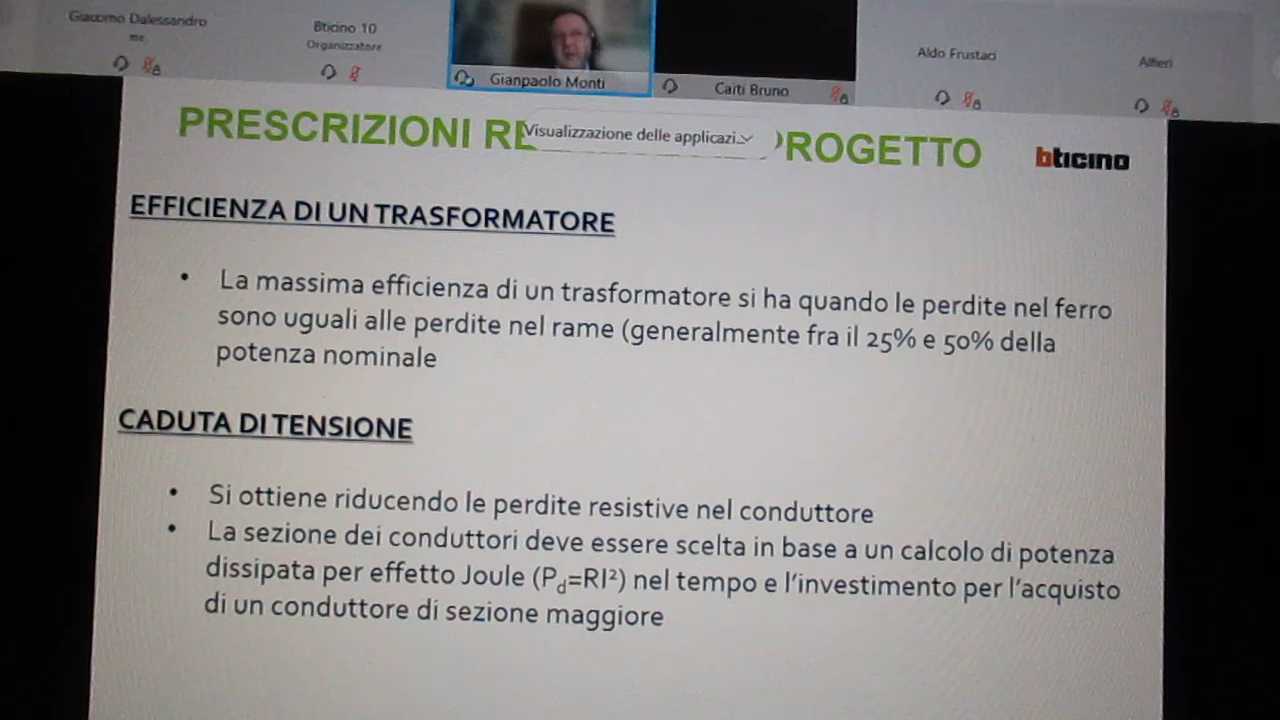 Giacomo Dalessandro
me
Bticino 10
Organizzatore
Gianpaolo Monti
Caiti Bruno
Aldo Frustaci
Alfieri
PRESCRIZIONI RE
Visualizzazione delle applicazi...
ROGETTO
bticino
EFFICIENZA DI UN TRASFORMATORE
• La massima efficienza di un trasformatore si ha quando le perdite nel ferro
sono uguali alle perdite nel rame (generalmente fra il 25% e 50% della
potenza nominale
CADUTA DI TENSIONE
• Si ottiene riducendo le perdite resistive nel conduttore
• La sezione dei conduttori deve essere scelta in base a un calcolo di potenza
dissipata per effetto Joule (Pd=RI²) nel tempo e l'investimento per l'acquisto
di un conduttore di sezione maggiore